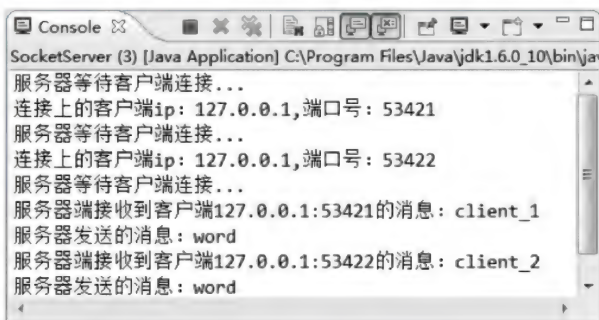 Console
SocketServer (3) [Java Application] C:\Program Files\Java\jdk1.6.0_10\bin\jav
服务器等待客户端连接...
连接上的客户端ip：127.0.0.1,端口号：53421
服务器等待客户端连接...
连接上的客户端ip：127.0.0.1,端口号：53422
服务器等待客户端连接...
服务器端接收到客户端127.0.0.1:53421的消息：client_1
服务器发送的消息：word
服务器端接收到客户端127.0.0.1:53422的消息：client_2
服务器发送的消息：word